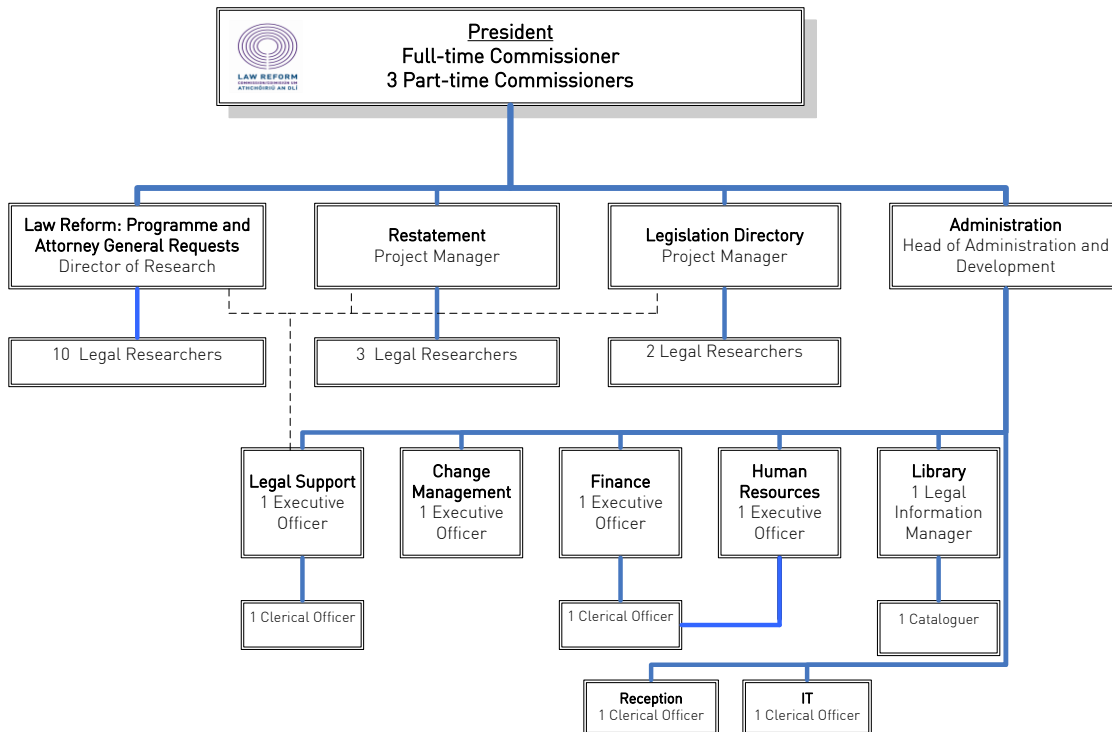 President
Full-time Commissioner
3 Part-time Commissioners
LAW REFORM
COMMISSION/COIMISIÚN UM
ATHCHÓIRIÚ AN DLÍ
Law Reform: Programme and
Attorney General Requests
Director of Research
Restatement
Project Manager
Legislation Directory
Project Manager
Administration
Head of Administration and
Development
10 Legal Researchers
3 Legal Researchers
2 Legal Researchers
Legal Support
1 Executive
Officer
Change
Management
1 Executive
Officer
Finance
1 Executive
Officer
Human
Resources
1 Executive
Officer
Library
1 Legal
Information
Manager
1 Clerical Officer
1 Clerical Officer
1 Cataloguer
Reception
1 Clerical Officer
IT
1 Clerical Officer